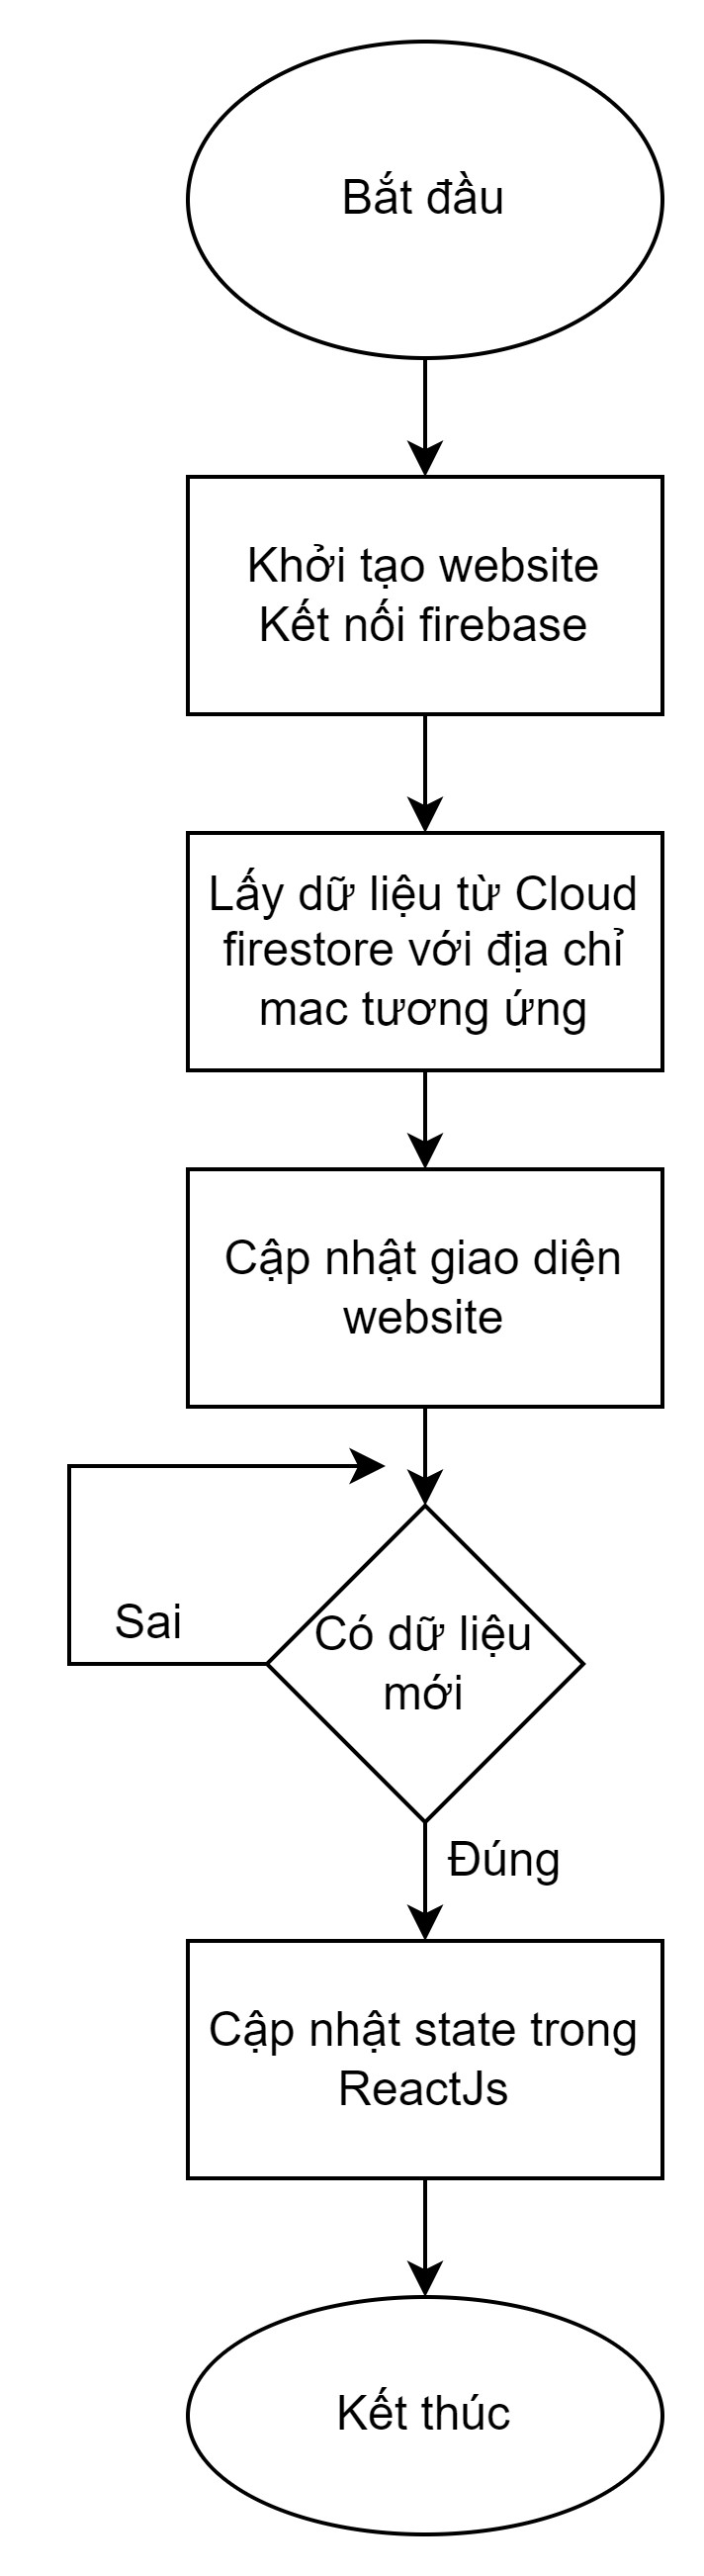 Bắt đầu
Khởi tạo website
Kết nối firebase
Lấy dữ liệu từ Cloud
firestore với địa chỉ
mac tương ứng
Cập nhật giao diện
website
Sai
Có dữ liệu
mới
Đúng
Cập nhật state trong
ReactJs
Kết thúc